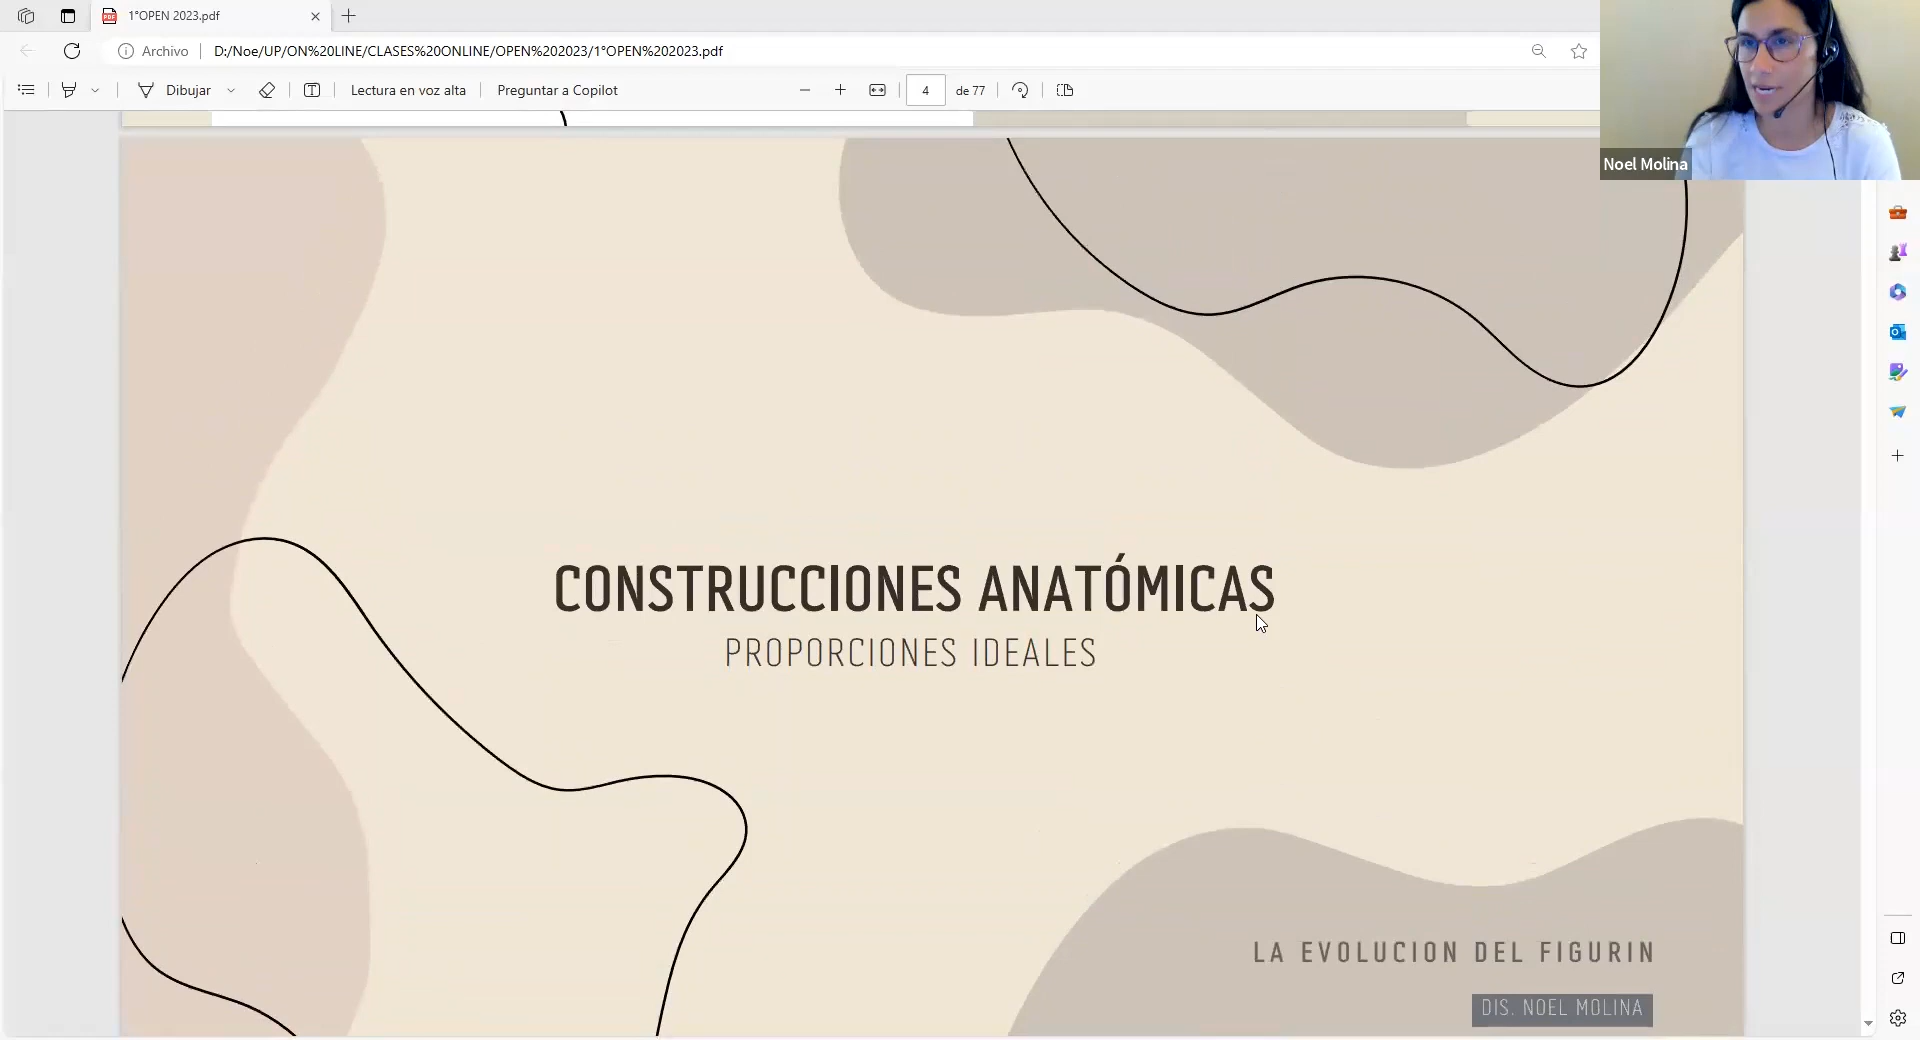 1°OPEN 2023.pdf
Archivo
D:/Noe/UP/ON%20LINE/CLASES%20ONLINE/OPEN%202023/1°OPEN%202023.pdf
Dibujar
Lectura en voz alta
Preguntar a Copilot
4
de 77
Noel Molina
CONSTRUCCIONES ANATÓMICAS
PROPORCIONES IDEALES
LA EVOLUCION DEL FIGURIN
DIS. NOEL MOLINA